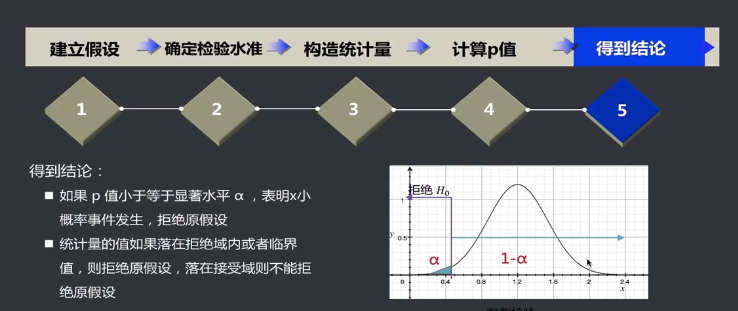 建立假设 确定检验水准 构造统计量 计算p值 得到结论
1 2 3 4 5
得到结论：
■ 如果 p 值小于等于显著水平 α ，表明x小
概率事件发生，拒绝原假设
■ 统计量的值如果落在拒绝域内或者临界
值，则拒绝原假设，落在接受域则不能拒
绝原假设
拒绝 H₀
1
y 0.5
α 1-α
0 0.4 0.8 1.2 1.6 2 2.4
x